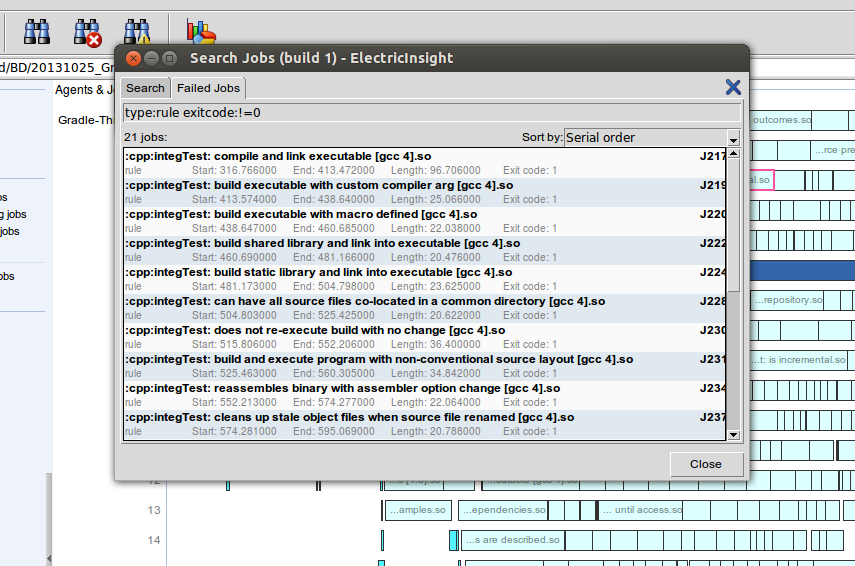 Search Jobs (build 1) - ElectricInsight
d/BD/20131025_Gr
Search Failed Jobs
Agents & J
type:rule exitcode:!=0
Gradle-Th
outcomes.so
21 jobs: Sort by: Serial order
...rce pre
:cpp:integTest: compile and link executable [gcc 4].so J217
rule Start: 316.766000 End: 413.472000 Length: 96.706000 Exit code: 1
al.so
:cpp:integTest: build executable with custom compiler arg [gcc 4].so J219
rule Start: 413.574000 End: 438.640000 Length: 25.066000 Exit code: 1
:cpp:integTest: build executable with macro defined [gcc 4].so J220
g jobs
rule Start: 438.647000 End: 460.685000 Length: 22.038000 Exit code: 1
jobs
:cpp:integTest: build shared library and link into executable [gcc 4].so J222
rule Start: 460.690000 End: 481.166000 Length: 20.476000 Exit code: 1
:cpp:integTest: build static library and link into executable [gcc 4].so J224
obs
rule Start: 481.173000 End: 504.798000 Length: 23.625000 Exit code: 1
:cpp:integTest: can have all source files co-located in a common directory [gcc 4].so J228
...repository.so
rule Start: 504.803000 End: 525.425000 Length: 20.622000 Exit code: 1
:cpp:integTest: does not re-execute build with no change [gcc 4].so J230
rule Start: 515.806000 End: 552.206000 Length: 36.400000 Exit code: 1
:cpp:integTest: build and execute program with non-conventional source layout [gcc 4].so J231
...t: is incremental.so
rule Start: 525.463000 End: 560.305000 Length: 34.842000 Exit code: 1
:cpp:integTest: reassembles binary with assembler option change [gcc 4].so J234
rule Start: 552.213000 End: 574.277000 Length: 22.064000 Exit code: 1
:cpp:integTest: cleans up stale object files when source file renamed [gcc 4].so J237
rule Start: 574.281000 End: 595.069000 Length: 20.788000 Exit code: 1
Close
12
13 ...amples.so ...ependencies.so ... until access.so
14 ...s are described.so